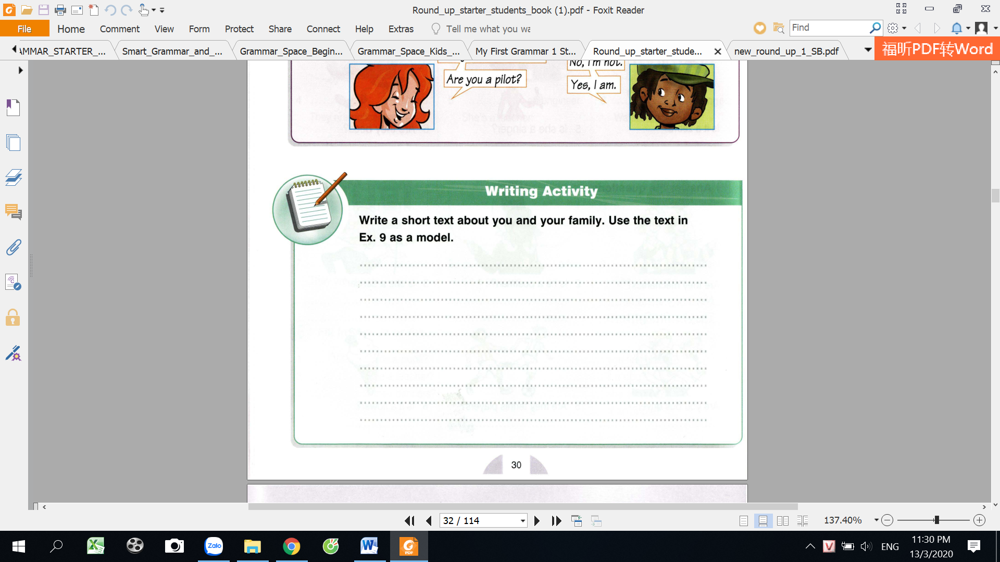 Round_up_starter_students_book (1).pdf - Foxit Reader
File Home Comment View Form Protect Share Connect Help Extras Tell me what you wa
Find
AMMAR_STARTER_... Smart_Grammar_and_... Grammar_Space_Begin... Grammar_Space_Kids_... My First Grammar 1 St... Round_up_starter_stude... new_round_up_1_SB.pdf
福昕PDF转Word
No, I'm not.
Are you a pilot?
Yes, I am.
Writing Activity
Write a short text about you and your family. Use the text in
Ex. 9 as a model.
30
32 / 114
137.40%
Zalo
PDF
ENG
11:30 PM
13/3/2020